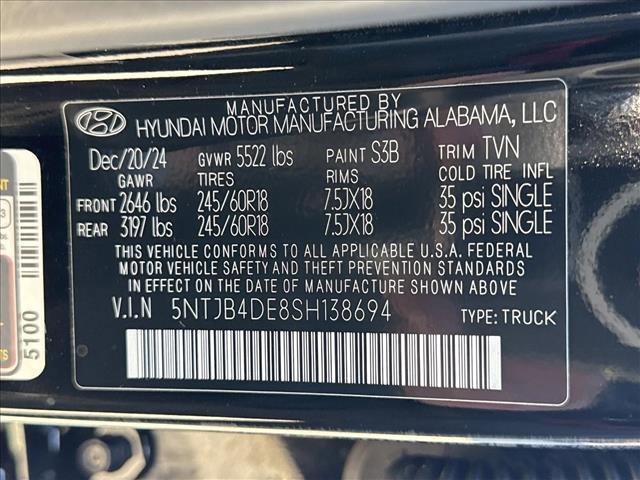 MANUFACTURED BY
HYUNDAI MOTOR MANUFACTURING ALABAMA, LLC
Dec/20/24 GVWR 5522 lbs PAINT S3B TRIM TVN
GAWR TIRES RIMS COLD TIRE INFL
FRONT 2646 lbs 245/60R18 7.5JX18 35 psi SINGLE
REAR 3197 lbs 245/60R18 7.5JX18 35 psi SINGLE
THIS VEHICLE CONFORMS TO ALL APPLICABLE U.S.A. FEDERAL
MOTOR VEHICLE SAFETY AND THEFT PREVENTION STANDARDS
IN EFFECT ON THE DATE OF MANUFACTURE SHOWN ABOVE.
V.I.N 5NTJB4DE8SH138694 TYPE: TRUCK
5100